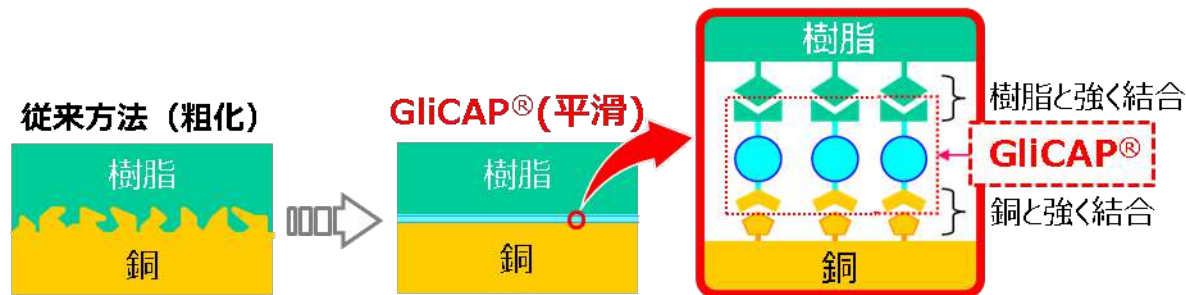 従来方法（粗化）
樹脂
銅
GliCAP®(平滑)
樹脂
銅
樹脂
樹脂と強く結合
GliCAP®
銅と強く結合
銅